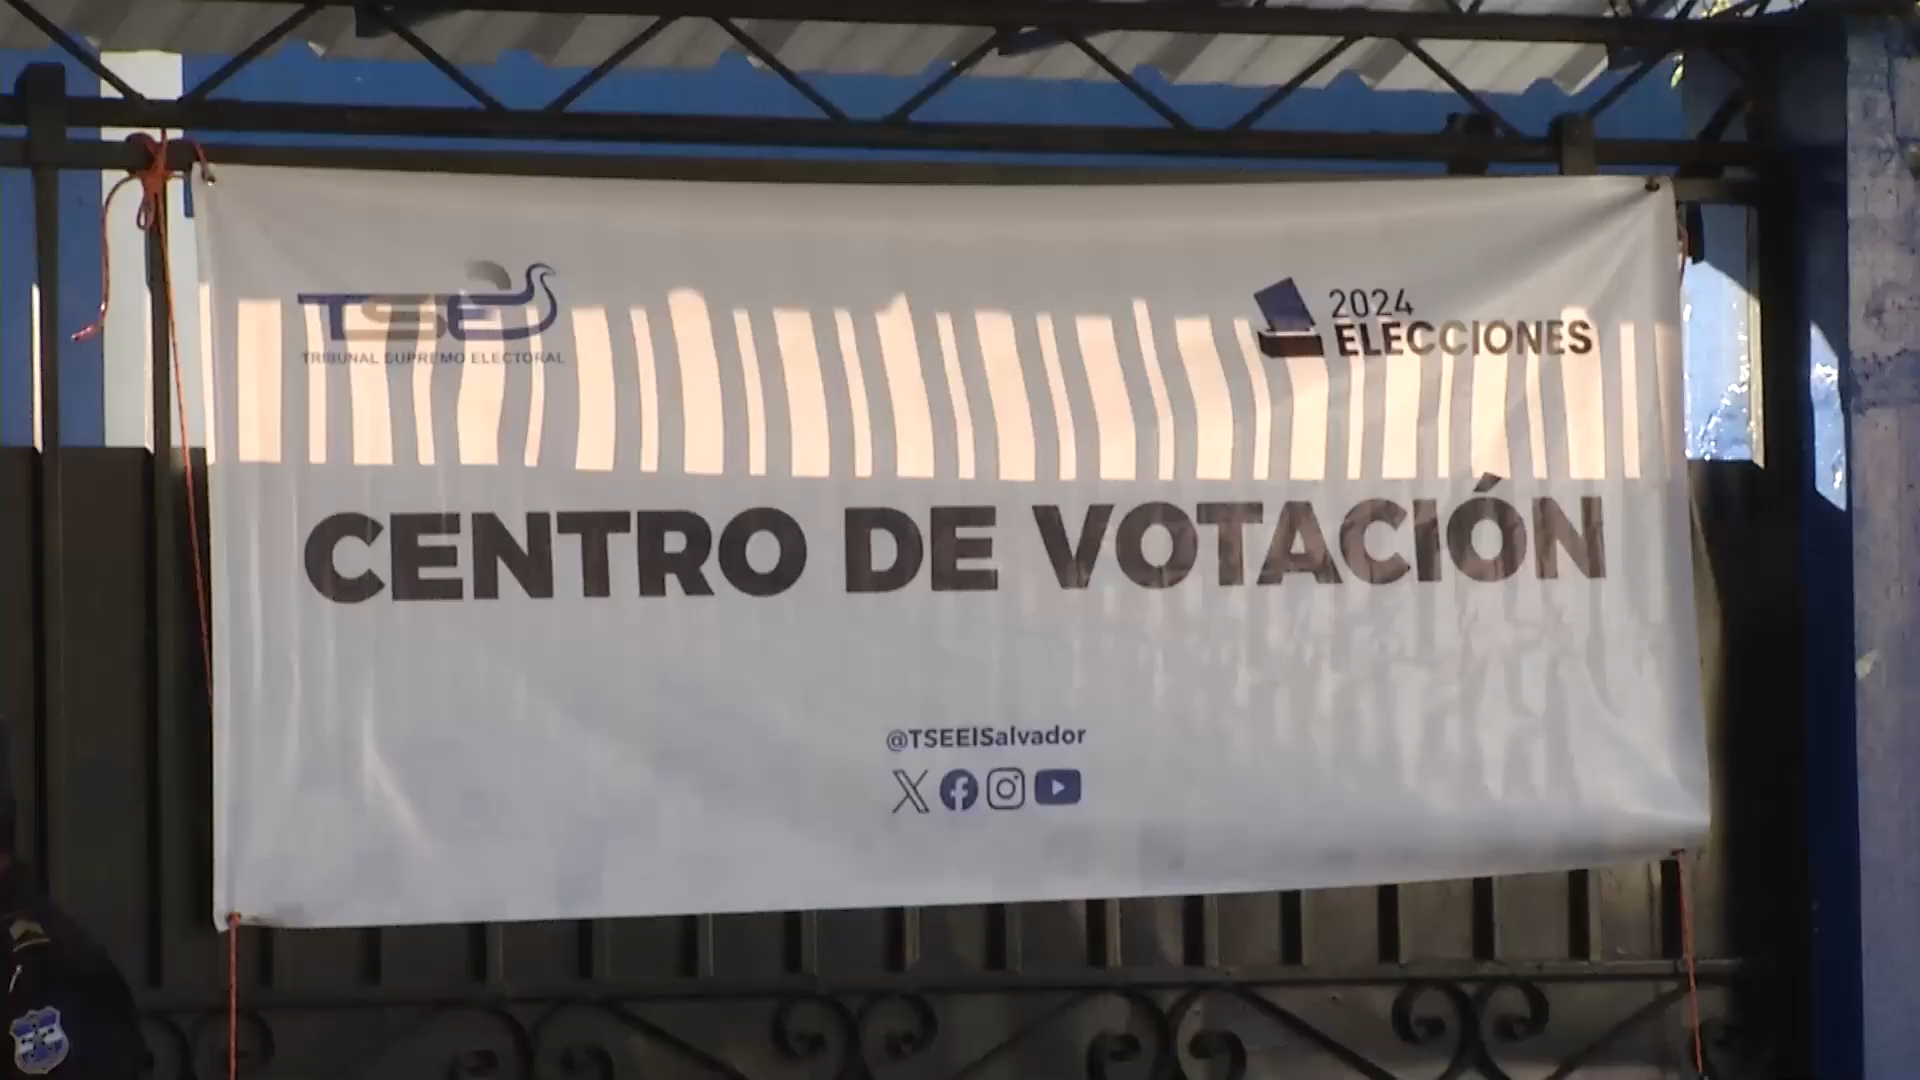 TSE
TRIBUNAL SUPREMO ELECTORAL
2024
ELECCIONES
CENTRO DE VOTACIÓN
@TSEElSalvador